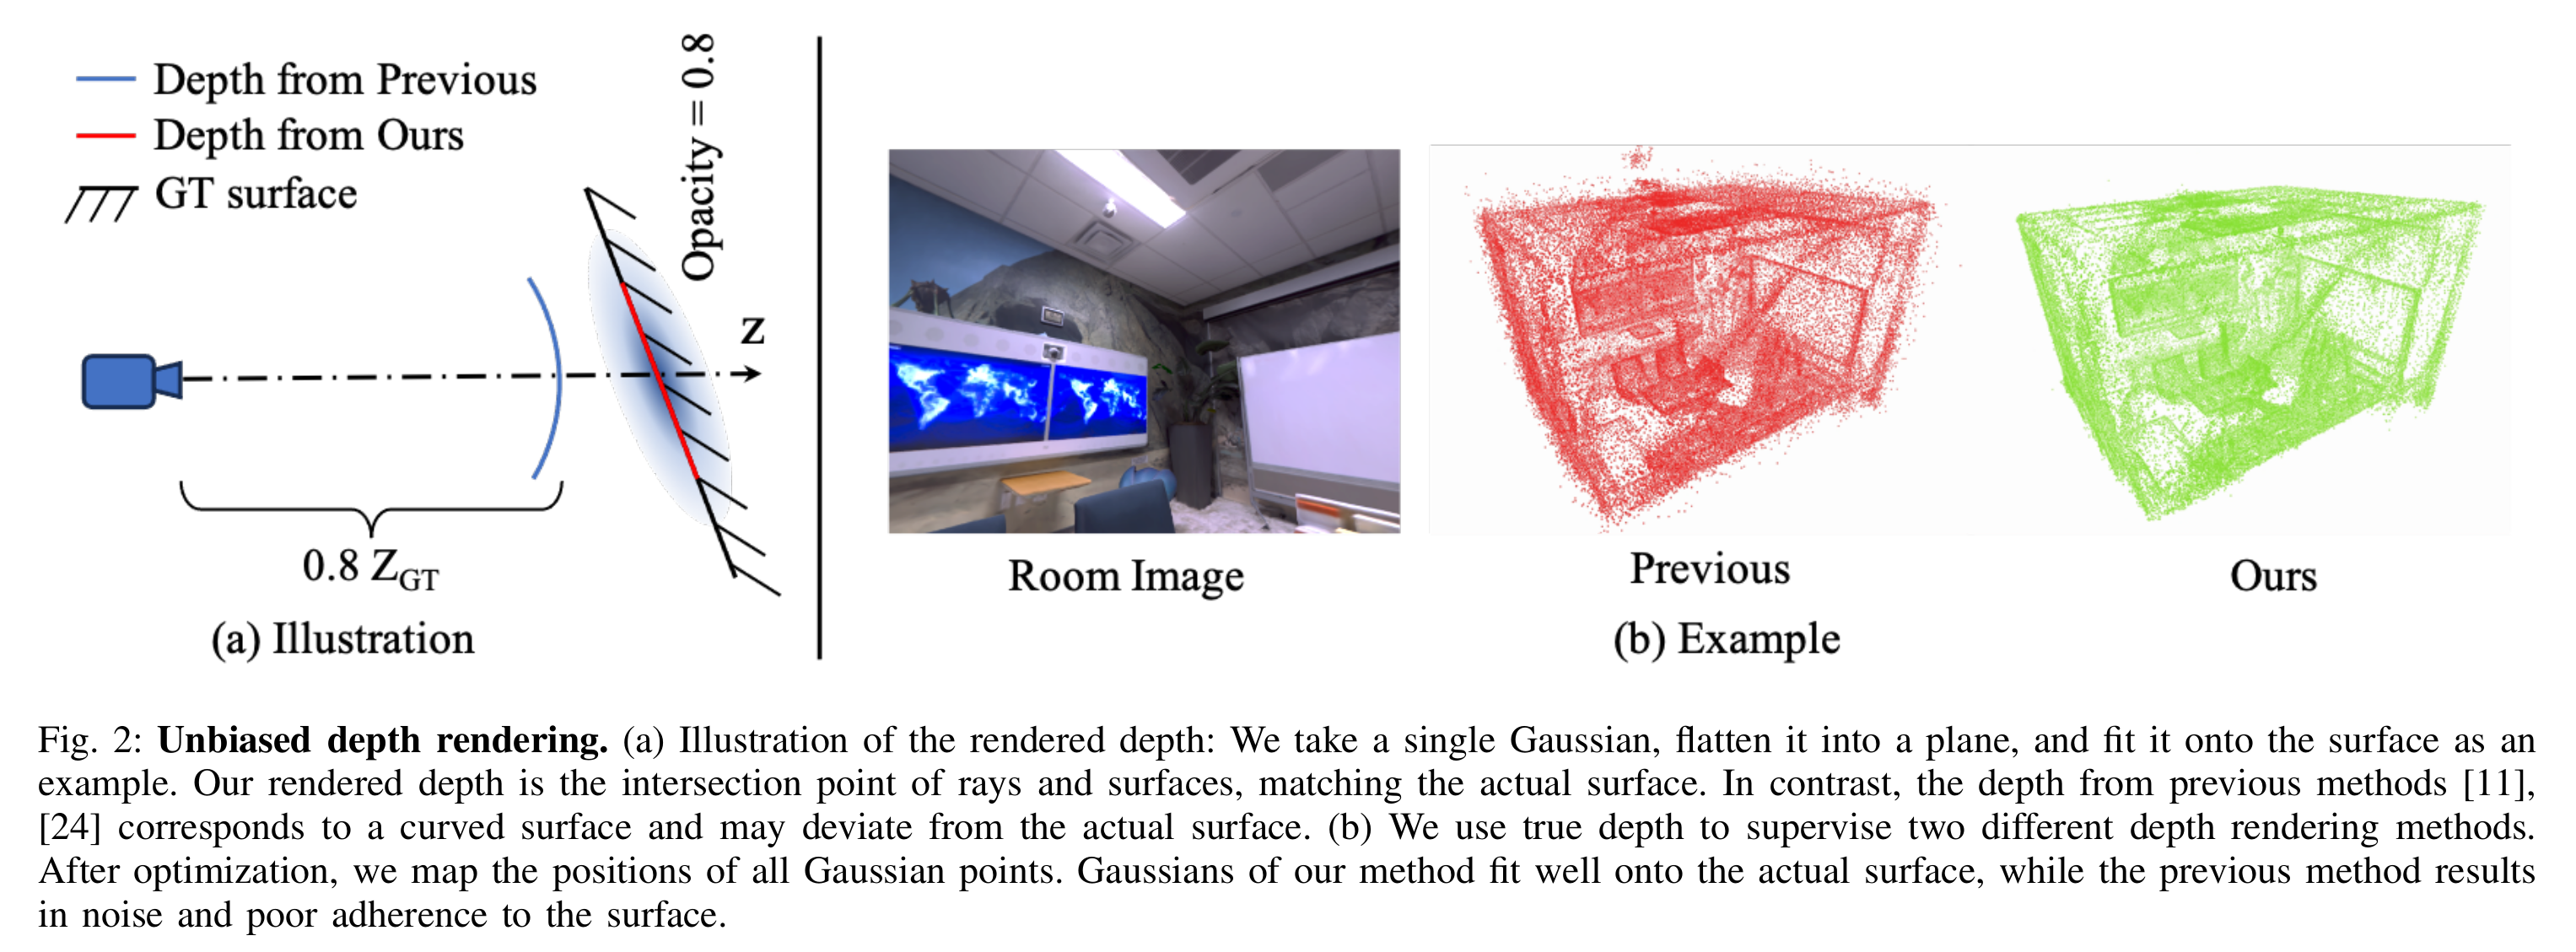 Depth from Previous
Depth from Ours
GT surface
Opacity = 0.8
Z
0.8 Z_GT
(a) Illustration
Room Image
Previous
Ours
(b) Example
Fig. 2: Unbiased depth rendering. (a) Illustration of the rendered depth: We take a single Gaussian, flatten it into a plane, and fit it onto the surface as an
example. Our rendered depth is the intersection point of rays and surfaces, matching the actual surface. In contrast, the depth from previous methods [11],
[24] corresponds to a curved surface and may deviate from the actual surface. (b) We use true depth to supervise two different depth rendering methods.
After optimization, we map the positions of all Gaussian points. Gaussians of our method fit well onto the actual surface, while the previous method results
in noise and poor adherence to the surface.